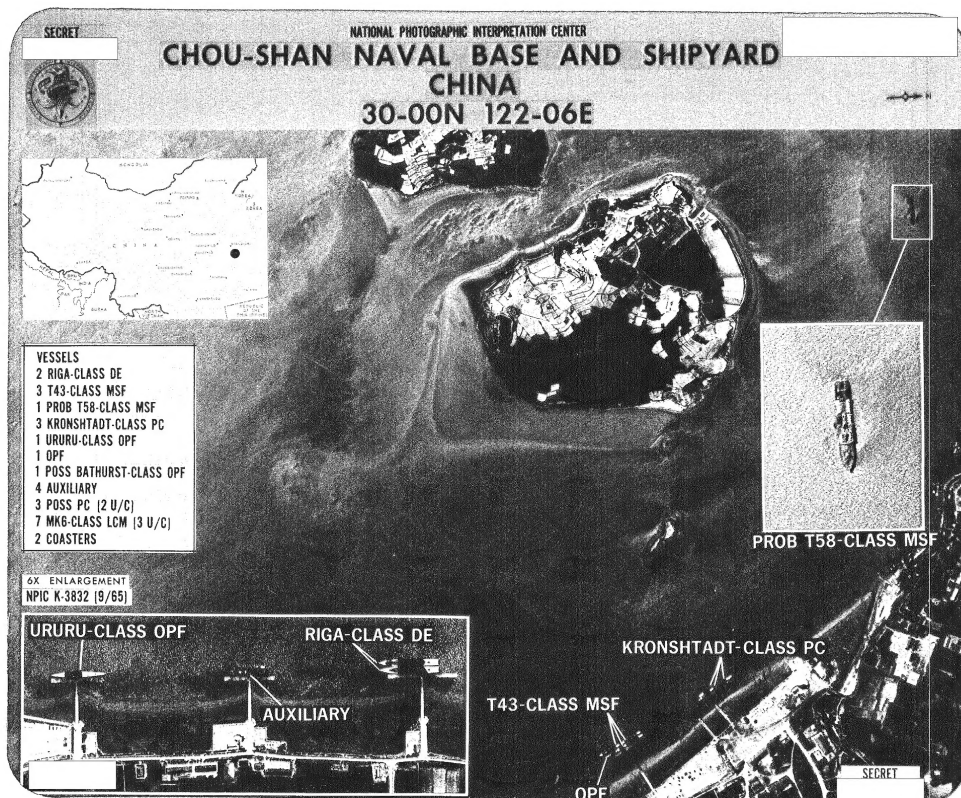 SECRET
NATIONAL PHOTOGRAPHIC INTERPRETATION CENTER
CHOU-SHAN NAVAL BASE AND SHIPYARD
CHINA
30-00N 122-06E
N
MONGOLIA
CHINA
BURMA
VESSELS
2 RIGA-CLASS DE
3 T43-CLASS MSF
1 PROB T58-CLASS MSF
3 KRONSHTADT-CLASS PC
1 URURU-CLASS OPF
1 OPF
1 POSS BATHURST-CLASS OPF
4 AUXILIARY
3 POSS PC (2 U/C)
7 MK6-CLASS LCM (3 U/C)
2 COASTERS
PROB T58-CLASS MSF
6X ENLARGEMENT
NPIC K-3832 (9/65)
URURU-CLASS OPF
RIGA-CLASS DE
AUXILIARY
KRONSHTADT-CLASS PC
T43-CLASS MSF
OPF
SECRET